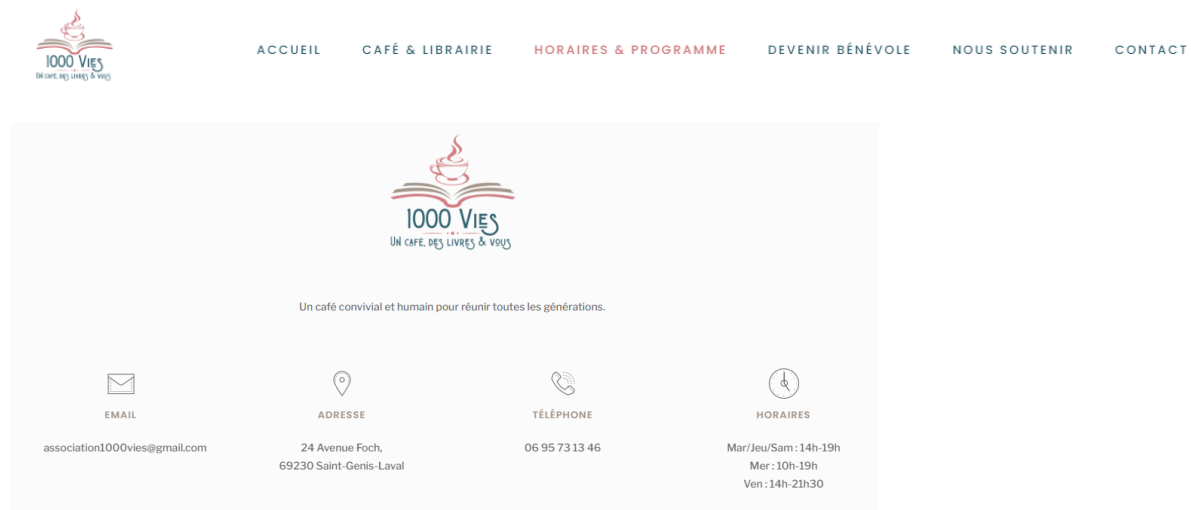 1000 VIES
UN CAFÉ, DES LIVRES & VOUS
ACCUEIL
CAFÉ & LIBRAIRIE
HORAIRES & PROGRAMME
DEVENIR BÉNÉVOLE
NOUS SOUTENIR
CONTACT
1000 VIES
UN CAFÉ, DES LIVRES & VOUS
Un café convivial et humain pour réunir toutes les générations.
EMAIL
association1000vies@gmail.com
ADRESSE
24 Avenue Foch,
69230 Saint-Genis-Laval
TÉLÉPHONE
06 95 73 13 46
HORAIRES
Mar/Jeu/Sam : 14h-19h
Mer : 10h-19h
Ven : 14h-21h30